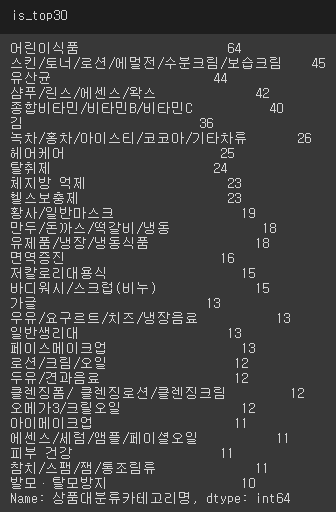 is_top30
어린이식품 64
스킨/토너/로션/에멀전/수분크림/보습크림 45
유산균 44
샴푸/린스/에센스/왁스 42
종합비타민/비타민B/비타민C 40
김 36
녹차/홍차/아이스티/코코아/기타차류 26
헤어케어 25
탈취제 24
체지방 억제 23
헬스보충제 23
황사/일반마스크 19
만두/돈까스/떡갈비/냉동 18
유제품/냉장/냉동식품 18
면역증진 16
저칼로리대용식 15
바디워시/스크럽(비누) 15
가글 13
우유/요구르트/치즈/냉장음료 13
일반생리대 13
페이스메이크업 13
로션/크림/오일 12
두유/견과음료 12
클렌징폼/ 클렌징로션/클렌징크림 12
오메가3/크릴오일 12
아이메이크업 11
에센스/세럼/앰플/페이셜오일 11
피부 건강 11
참치/스팸/잼/통조림류 11
발모·탈모방지 10
Name: 상품대분류카테고리명, dtype: int64